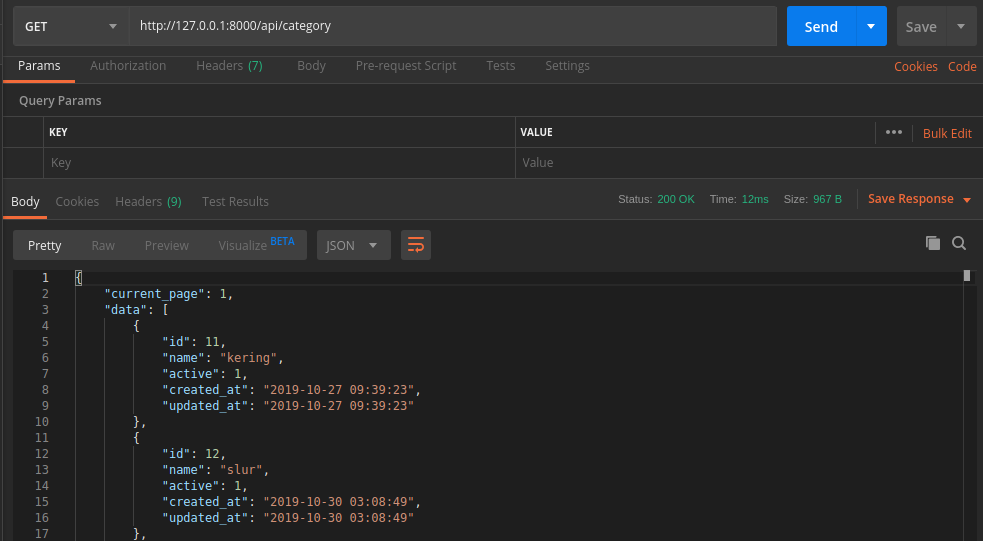 GET http://127.0.0.1:8000/api/category Send Save
Params Authorization Headers (7) Body Pre-request Script Tests Settings Cookies Code
Query Params
KEY VALUE ••• Bulk Edit
Key Value
Body Cookies Headers (9) Test Results Status: 200 OK Time: 12ms Size: 967 B Save Response
Pretty Raw Preview Visualize BETA JSON
1 {
2 "current_page": 1,
3 "data": [
4 {
5 "id": 11,
6 "name": "kering",
7 "active": 1,
8 "created_at": "2019-10-27 09:39:23",
9 "updated_at": "2019-10-27 09:39:23"
10 },
11 {
12 "id": 12,
13 "name": "slur",
14 "active": 1,
15 "created_at": "2019-10-30 03:08:49",
16 "updated_at": "2019-10-30 03:08:49"
17 },